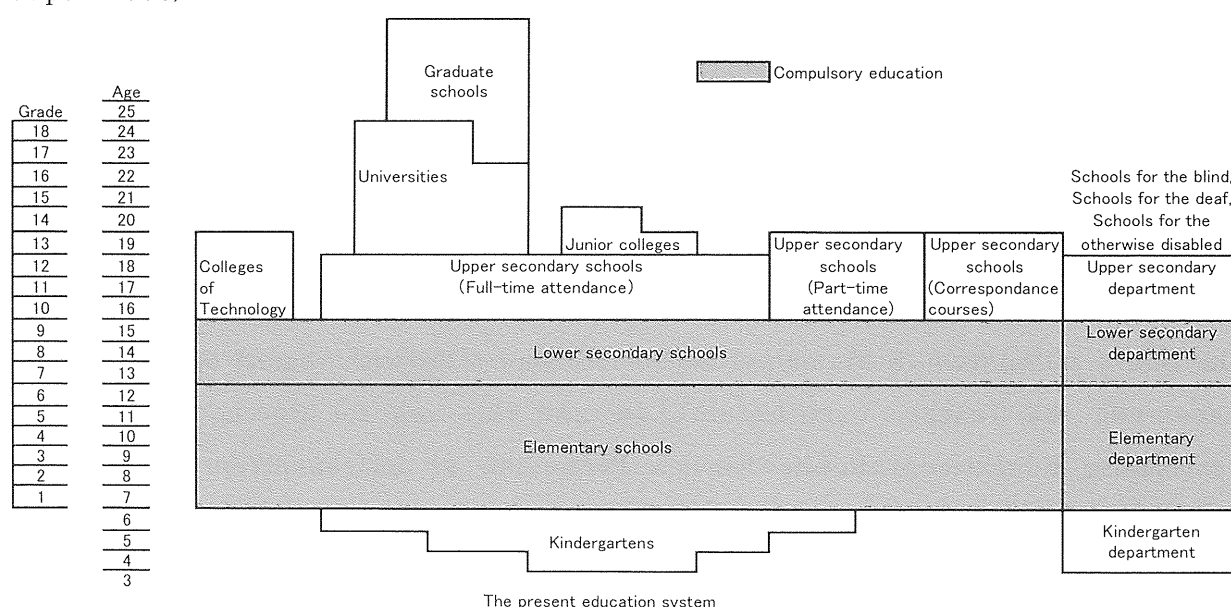 Graduate
schools
Compulsory education
Age
25
Grade
18 24
17 23
16 22
15 21
14 20
13 19
12 18
11 17
10 16
9 15
8 14
7 13
6 12
5 11
4 10
3 9
2 8
1 7
6
5
4
3
Universities
Junior colleges
Colleges
of
Technology
Upper secondary schools
(Full-time attendance)
Upper secondary
schools
(Part-time
attendance)
Upper secondary
schools
(Correspondance
courses)
Schools for the blind,
Schools for the deaf,
Schools for the
otherwise disabled
Upper secondary
department
Lower secondary schools
Lower secondary
department
Elementary schools
Elementary
department
Kindergartens
Kindergarten
department
The present education system